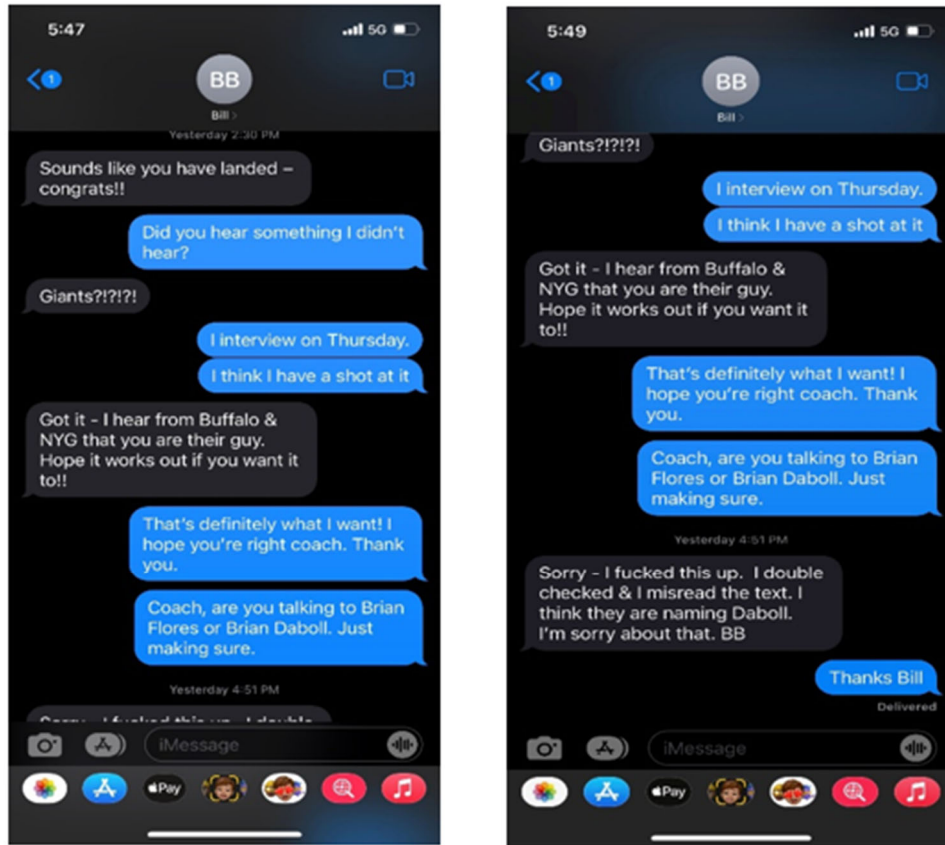 5:47
5G
1
BB
Bill >
Yesterday 2:30 PM
Sounds like you have landed –
congrats!!
Did you hear something I didn't
hear?
Giants?!?!?!
I interview on Thursday.
I think I have a shot at it
Got it - I hear from Buffalo &
NYG that you are their guy.
Hope it works out if you want it
to!!
That's definitely what I want! I
hope you're right coach. Thank
you.
Coach, are you talking to Brian
Flores or Brian Daboll. Just
making sure.
Yesterday 4:51 PM
Sorry - I fucked this up. I double
iMessage
Pay
5:49
5G
1
BB
Bill >
Giants?!?!?!
I interview on Thursday.
I think I have a shot at it
Got it - I hear from Buffalo &
NYG that you are their guy.
Hope it works out if you want it
to!!
That's definitely what I want! I
hope you're right coach. Thank
you.
Coach, are you talking to Brian
Flores or Brian Daboll. Just
making sure.
Yesterday 4:51 PM
Sorry - I fucked this up. I double
checked & I misread the text. I
think they are naming Daboll.
I'm sorry about that. BB
Thanks Bill
Delivered
iMessage
Pay